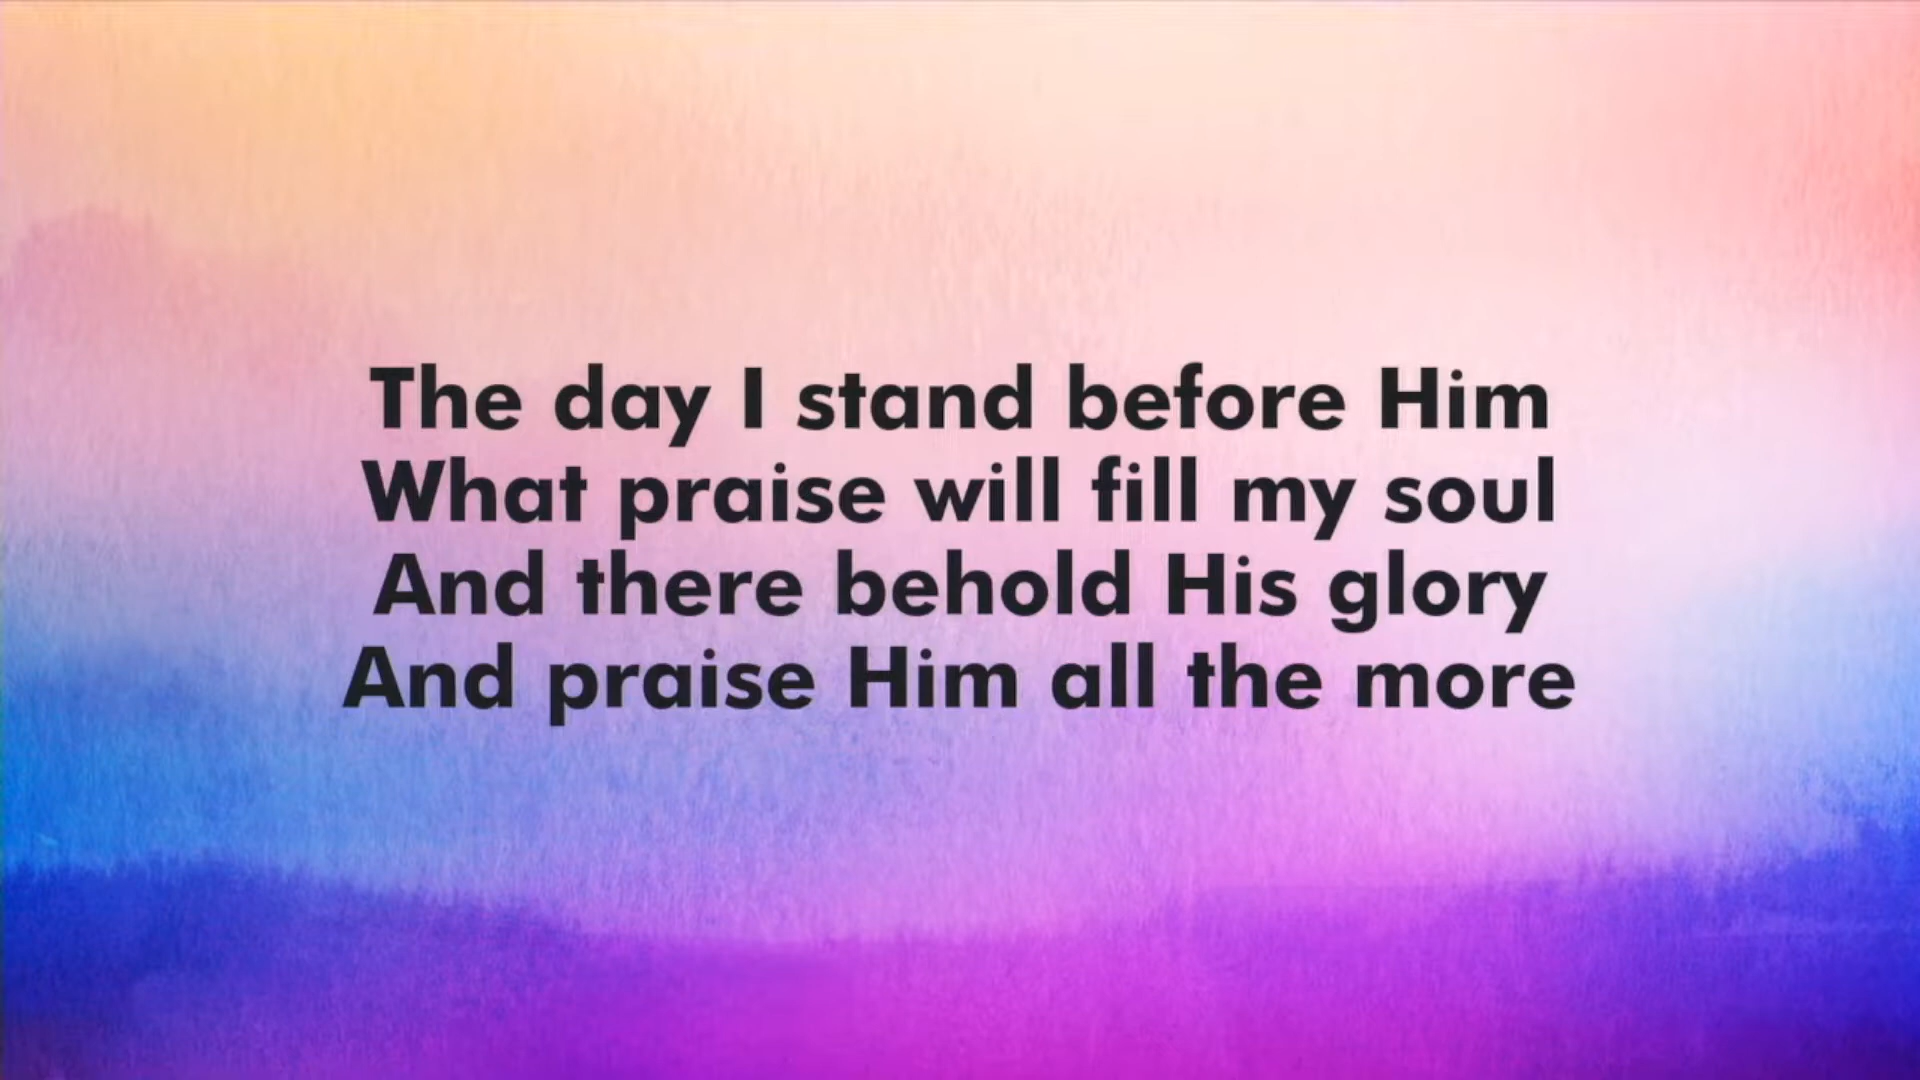 The day I stand before Him
What praise will fill my soul
And there behold His glory
And praise Him all the more